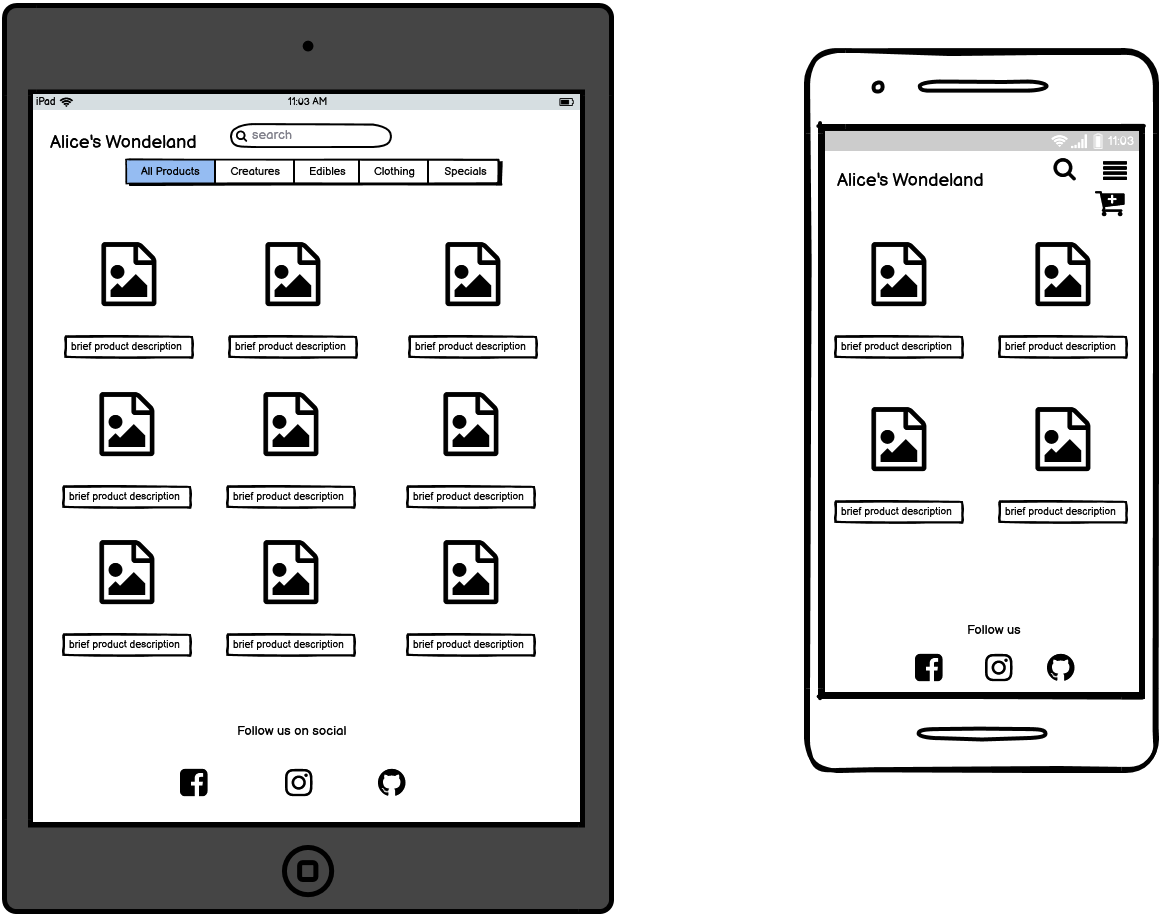 iPad 11:03 AM
Alice's Wondeland
search
All Products Creatures Edibles Clothing Specials
brief product description brief product description brief product description
brief product description brief product description brief product description
brief product description brief product description brief product description
Follow us on social
11:03
Alice's Wondeland
brief product description brief product description
brief product description brief product description
Follow us